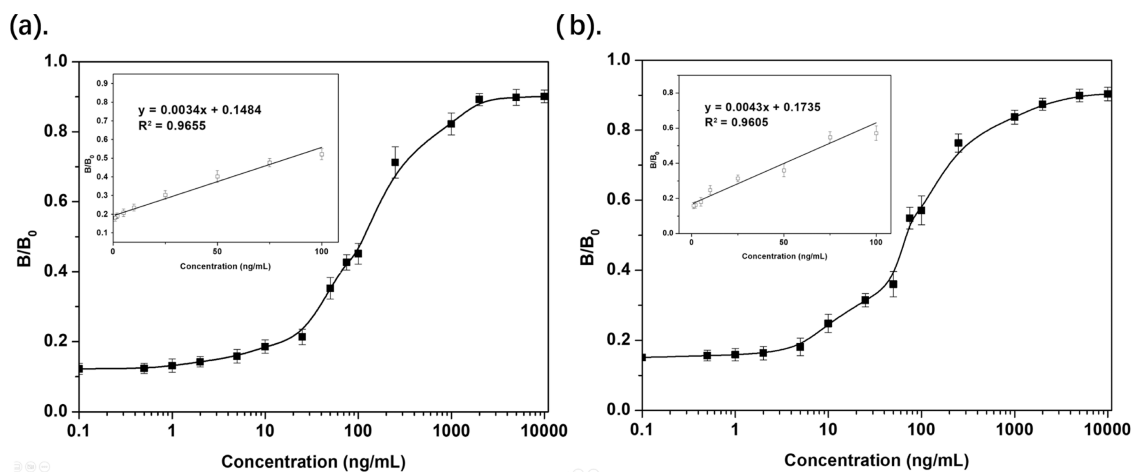 (a).
1.0
0.8
0.6
0.4
0.2
0.0
B/B0
0.1 1 10 100 1000 10000
Concentration (ng/mL)
0.9
0.8
0.7
0.6
0.5
0.4
0.3
0.2
0.1
B/B0
y = 0.0034x + 0.1484
R² = 0.9655
0 50 100
Concentration (ng/mL)
(b).
1.0
0.8
0.6
0.4
0.2
0.0
B/B0
0.1 1 10 100 1000 10000
Concentration (ng/mL)
0.8
0.6
0.4
0.2
0.0
B/B0
y = 0.0043x + 0.1735
R² = 0.9605
0 50 100
Concentration (ng/mL)